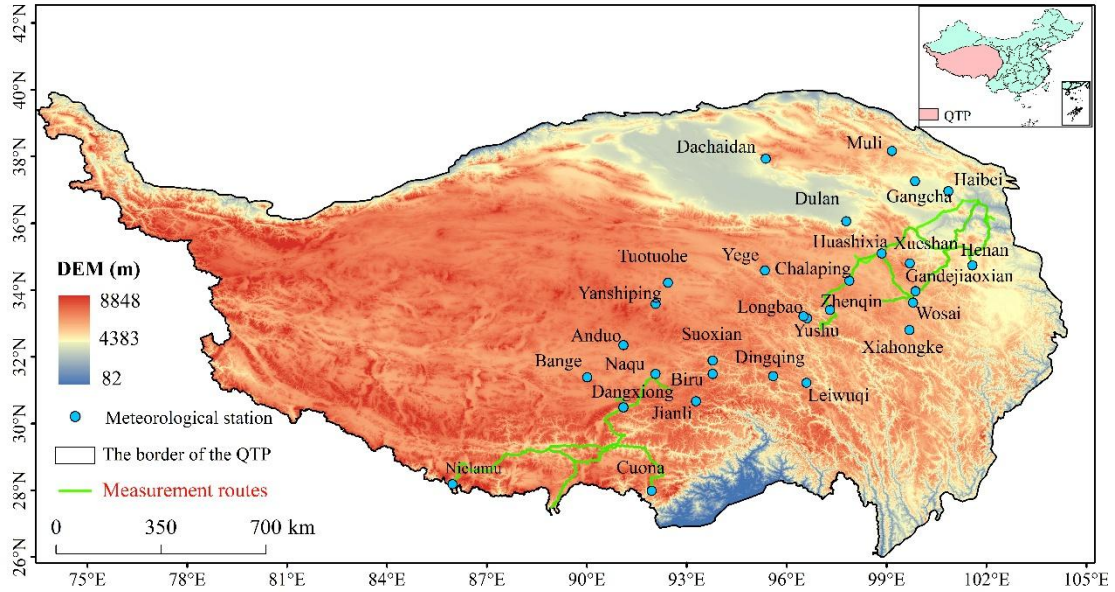 42°N
40°N
38°N
36°N
34°N
32°N
30°N
28°N
26°N
QTP
Muli
Dachaidan
Haibei
Gangcha
Dulan
Huashixia
Xueshan
Henan
Tuotuohe
Yege
Chalaping
Gandejiaoxian
Yanshiping
Longbao
Zhenqin
Wosai
Yushu
Anduo
Suoxian
Dingqing
Xiahongke
Bange
Naqu
Biru
Leiwuqi
Dangxiong
Jianli
Nielamu
Cuona
DEM (m)
8848
4383
82
Meteorological station
The border of the QTP
Measurement routes
0 350 700 km
75°E 78°E 81°E 84°E 87°E 90°E 93°E 96°E 99°E 102°E 105°E